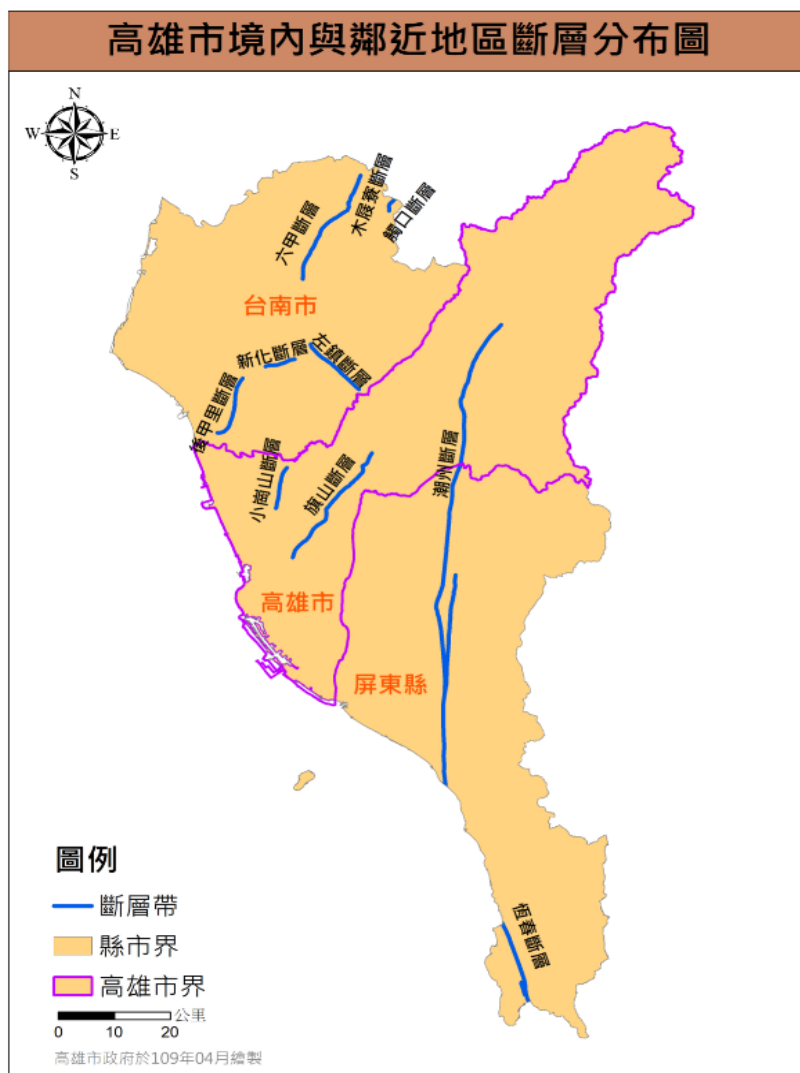 高雄市境內與鄰近地區斷層分布圖
N
W
E
S
木屐寮斷層
觸口斷層
六甲斷層
台南市
左鎮斷層
新化斷層
後甲里斷層
小崗山斷層
旗山斷層
潮州斷層
高雄市
屏東縣
恆春斷層
圖例
斷層帶
縣市界
高雄市界
公里
0 10 20
高雄市政府於109年04月繪製